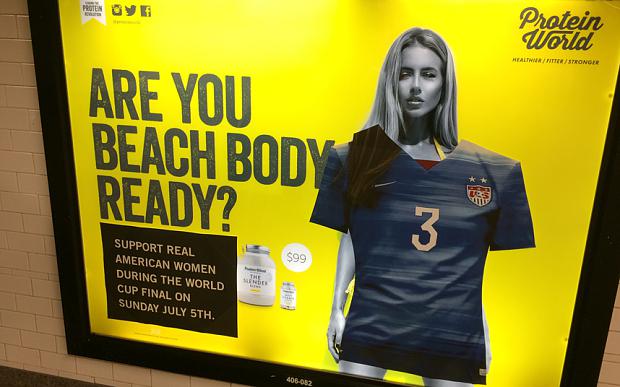 Protein World
HEALTHIER / FITTER / STRONGER
ARE YOU
BEACH BODY
READY?
SUPPORT REAL
AMERICAN WOMEN
DURING THE WORLD
CUP FINAL ON
SUNDAY JULY 5TH.
THE
SLENDER
BLEND
$99
3
406-082